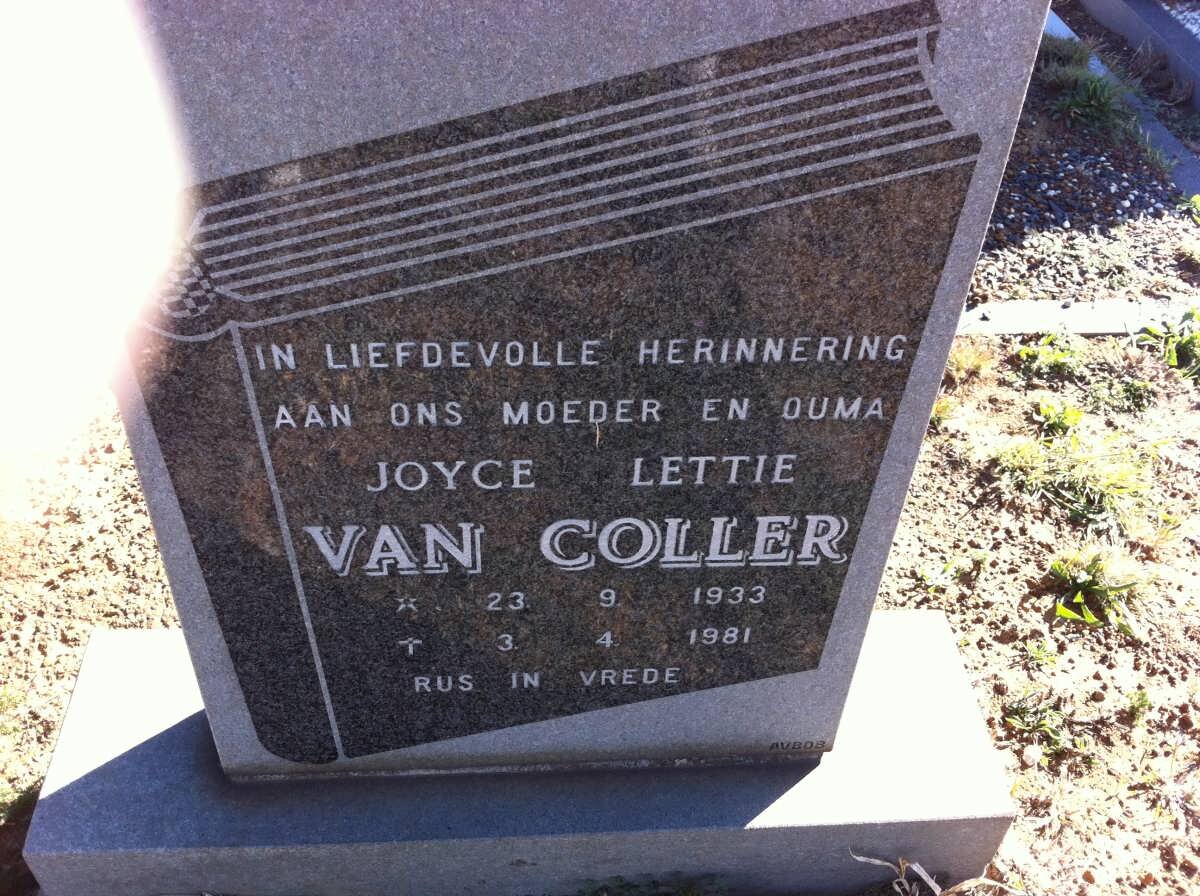 IN LIEFDEVOLLE HERINNERING
AAN ONS MOEDER EN OUMA
JOYCE LETTIE
VAN COLLER
☆. 23. 9. 1933
✝ 3. 4. 1981
RUS IN VREDE
AVBOB